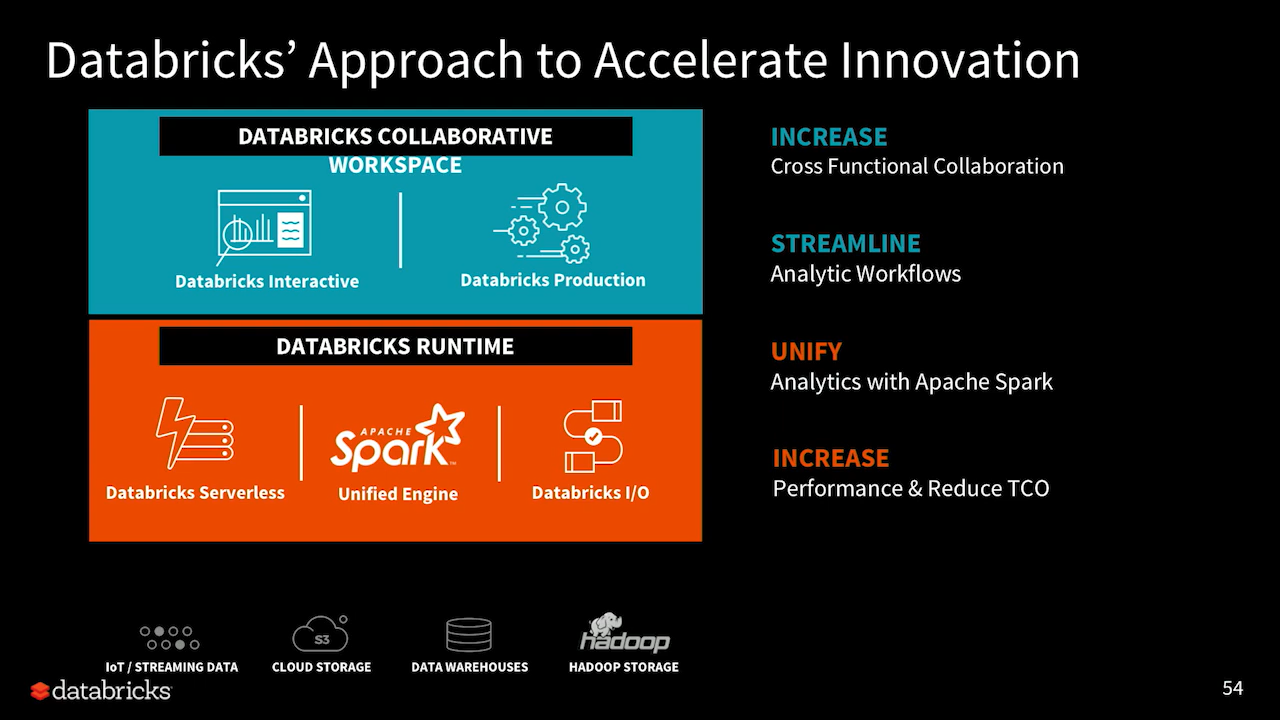 Databricks’ Approach to Accelerate Innovation
DATABRICKS COLLABORATIVE
WORKSPACE
Databricks Interactive
Databricks Production
DATABRICKS RUNTIME
Databricks Serverless
APACHE
Spark™
Unified Engine
Databricks I/O
INCREASE
Cross Functional Collaboration
STREAMLINE
Analytic Workflows
UNIFY
Analytics with Apache Spark
INCREASE
Performance & Reduce TCO
IoT / STREAMING DATA
S3
CLOUD STORAGE
DATA WAREHOUSES
hadoop
HADOOP STORAGE
databricks
54